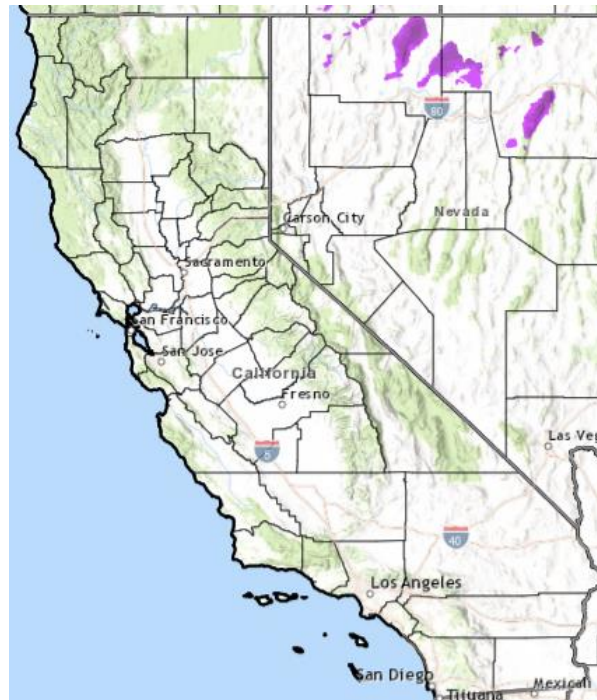 80
Carson City
Nevada
Sacramento
San Francisco
San Jose
California
Fresno
Las Veg
5
40
Los Angeles
San Diego
Tijuana
Mexicali